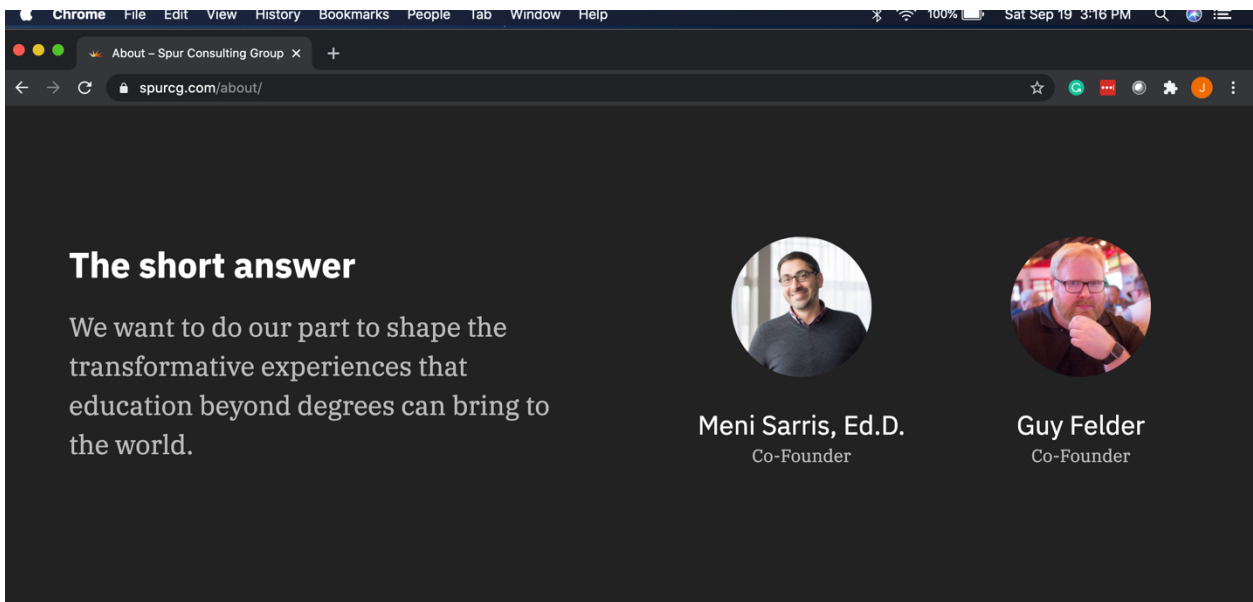 Chrome File Edit View History Bookmarks People Tab Window Help 100% Sat Sep 19 3:16 PM
About – Spur Consulting Group
spurcg.com/about/
J
The short answer
We want to do our part to shape the
transformative experiences that
education beyond degrees can bring to
the world.
Meni Sarris, Ed.D.
Co-Founder
Guy Felder
Co-Founder